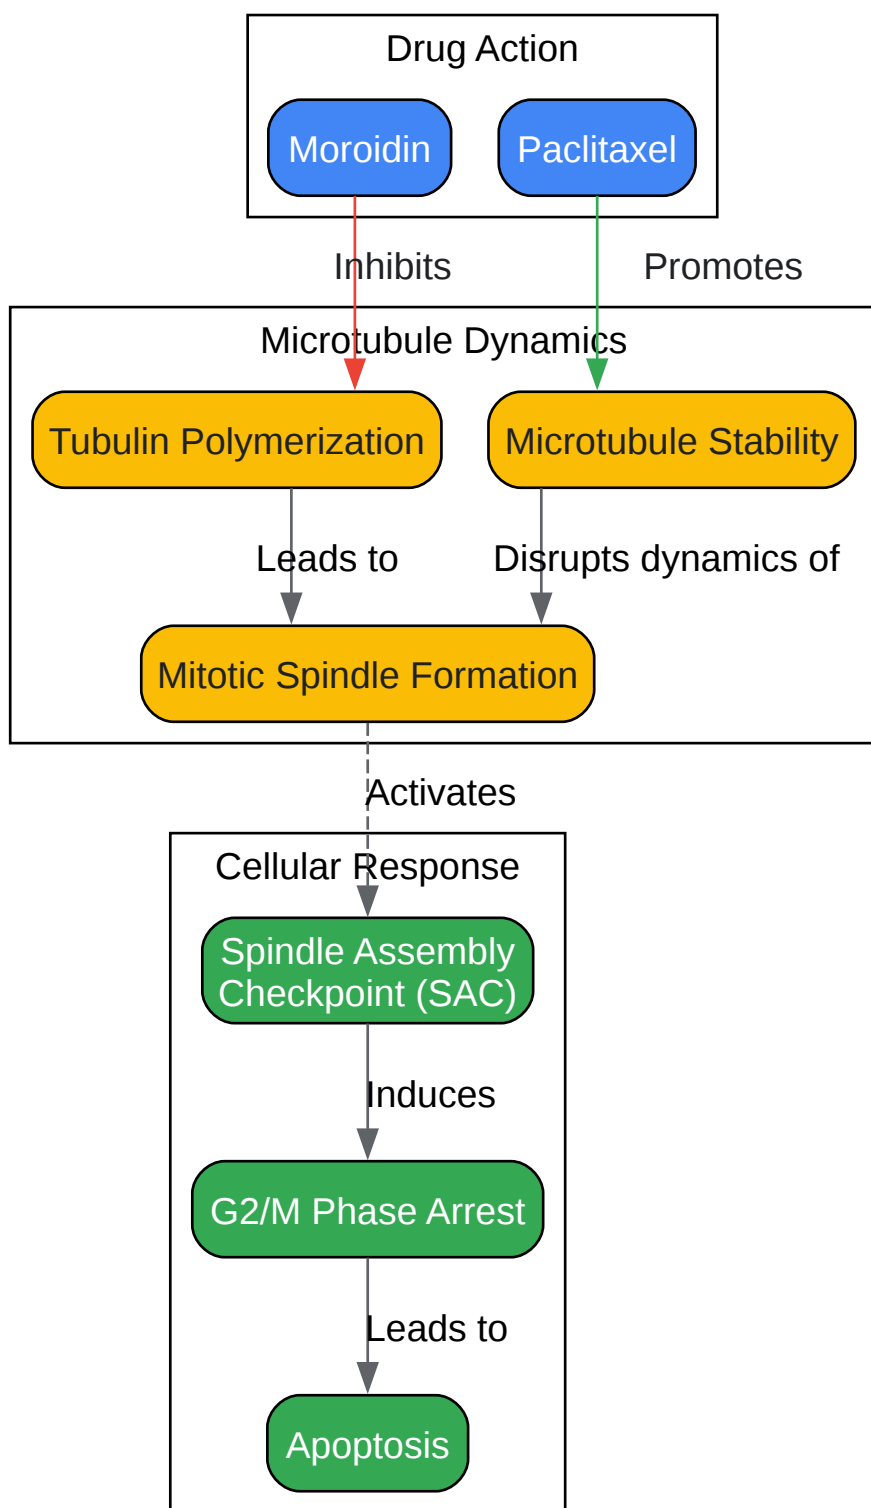 Drug Action
Moroidin
Paclitaxel
Inhibits
Promotes
Microtubule Dynamics
Tubulin Polymerization
Microtubule Stability
Leads to
Disrupts dynamics of
Mitotic Spindle Formation
Activates
Cellular Response
Spindle Assembly
Checkpoint (SAC)
Induces
G2/M Phase Arrest
Leads to
Apoptosis